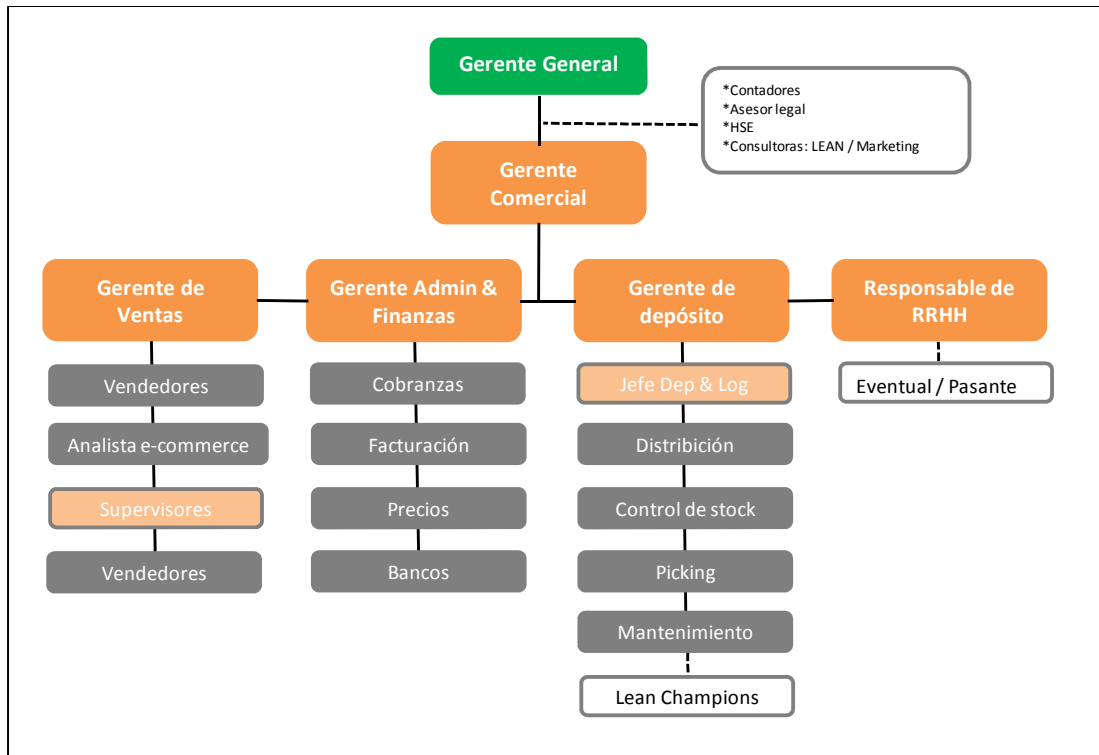 Gerente General
*Contadores
*Asesor legal
*HSE
*Consultoras: LEAN / Marketing
Gerente
Comercial
Gerente de
Ventas
Gerente Admin &
Finanzas
Gerente de
depósito
Responsable de
RRHH
Vendedores
Cobranzas
Jefe Dep & Log
Eventual / Pasante
Analista e-commerce
Facturación
Distribición
Supervisores
Precios
Control de stock
Vendedores
Bancos
Picking
Mantenimiento
Lean Champions